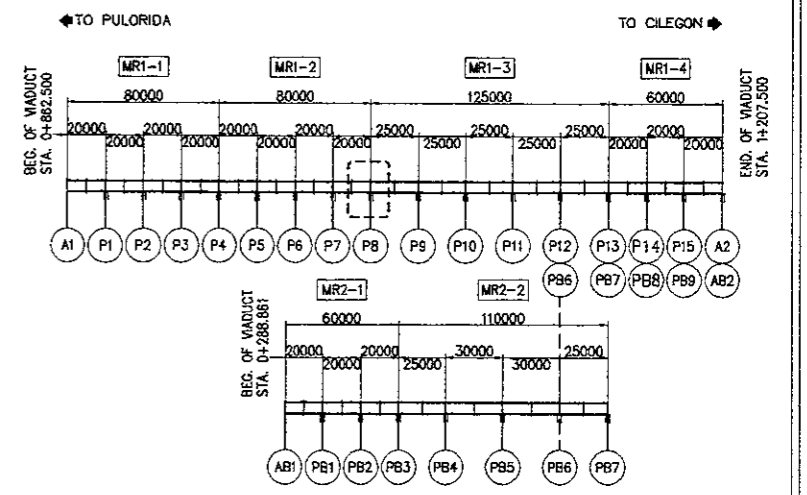 TO PULORIDA
TO CILEGON
MR1-1 MR1-2 MR1-3 MR1-4
80000 80000 125000 60000
BEG. OF VIADUCT
STA. 0+862.500
20000 20000 20000 20000 20000 20000 20000 20000 25000 25000 25000 25000 25000 20000 20000 20000
END. OF VIADUCT
STA. 1+207.500
A1 P1 P2 P3 P4 P5 P6 P7 P8 P9 P10 P11 P12 P13 P14 P15 A2
PB6 PB7 PB8 PB9 AB2
MR2-1 MR2-2
60000 110000
BEG. OF VIADUCT
STA. 0+288.861
20000 20000 20000 25000 30000 30000 25000
AB1 PB1 PB2 PB3 PB4 PB5 PB6 PB7